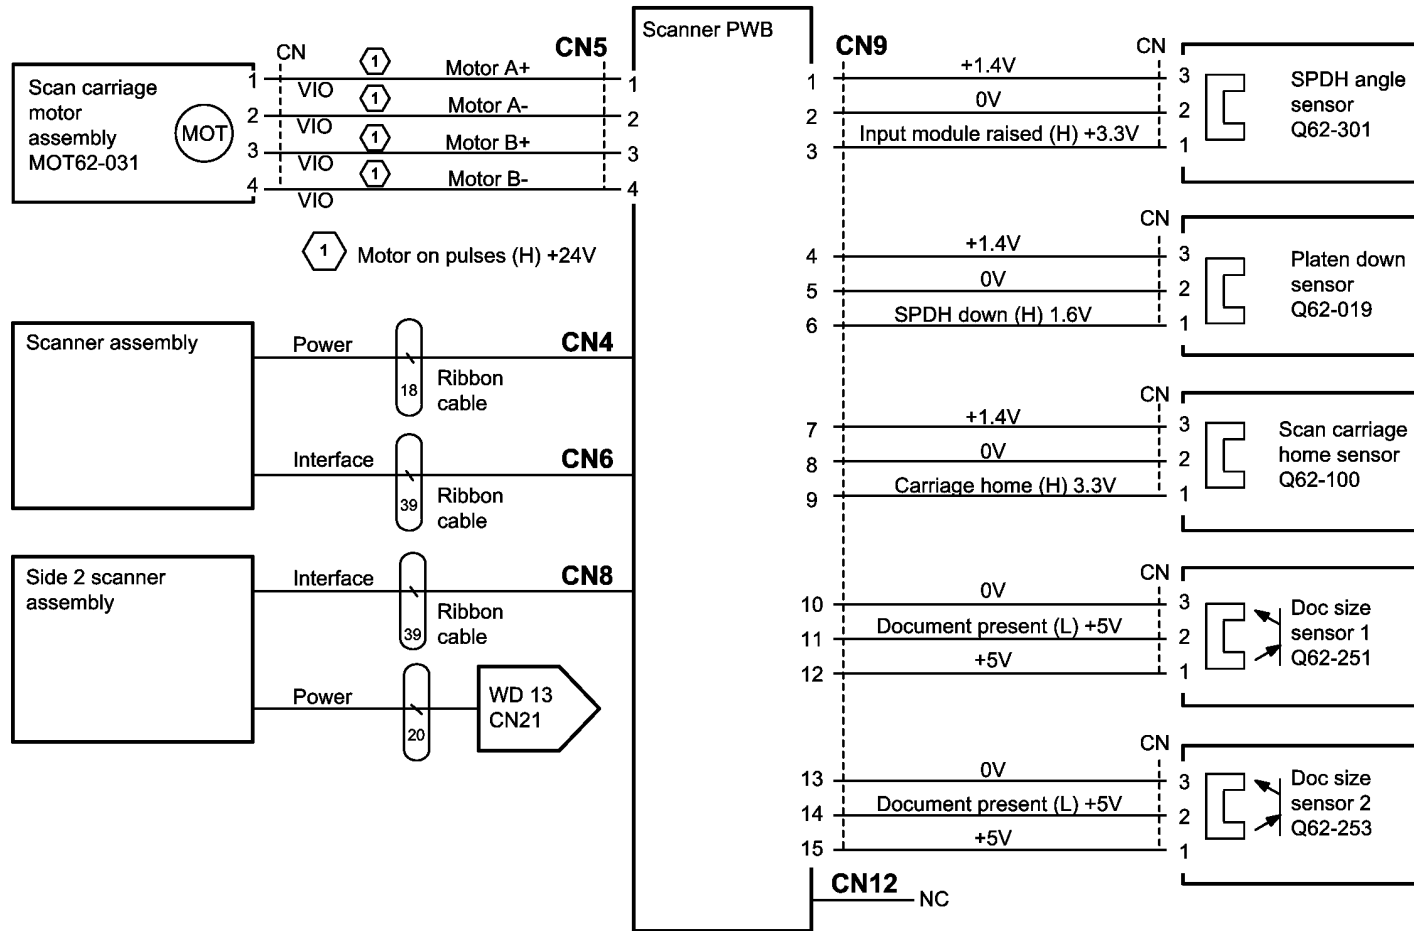 Scanner PWB
CN
CN5
Scan carriage
motor
assembly
MOT62-031
MOT
1 VIO 1 Motor A+ 1
2 VIO 1 Motor A- 2
3 VIO 1 Motor B+ 3
4 VIO 1 Motor B- 4
1 Motor on pulses (H) +24V
Scanner assembly
Power
18
Ribbon
cable
CN4
Interface
39
Ribbon
cable
CN6
Side 2 scanner
assembly
Interface
39
Ribbon
cable
CN8
Power
20
WD 13
CN21
CN9
CN
1 +1.4V 3
2 0V 2
3 Input module raised (H) +3.3V 1
SPDH angle
sensor
Q62-301
CN
4 +1.4V 3
5 0V 2
6 SPDH down (H) 1.6V 1
Platen down
sensor
Q62-019
CN
7 +1.4V 3
8 0V 2
9 Carriage home (H) 3.3V 1
Scan carriage
home sensor
Q62-100
CN
10 0V 3
11 Document present (L) +5V 2
12 +5V 1
Doc size
sensor 1
Q62-251
CN
13 0V 3
14 Document present (L) +5V 2
15 +5V 1
Doc size
sensor 2
Q62-253
CN12
NC